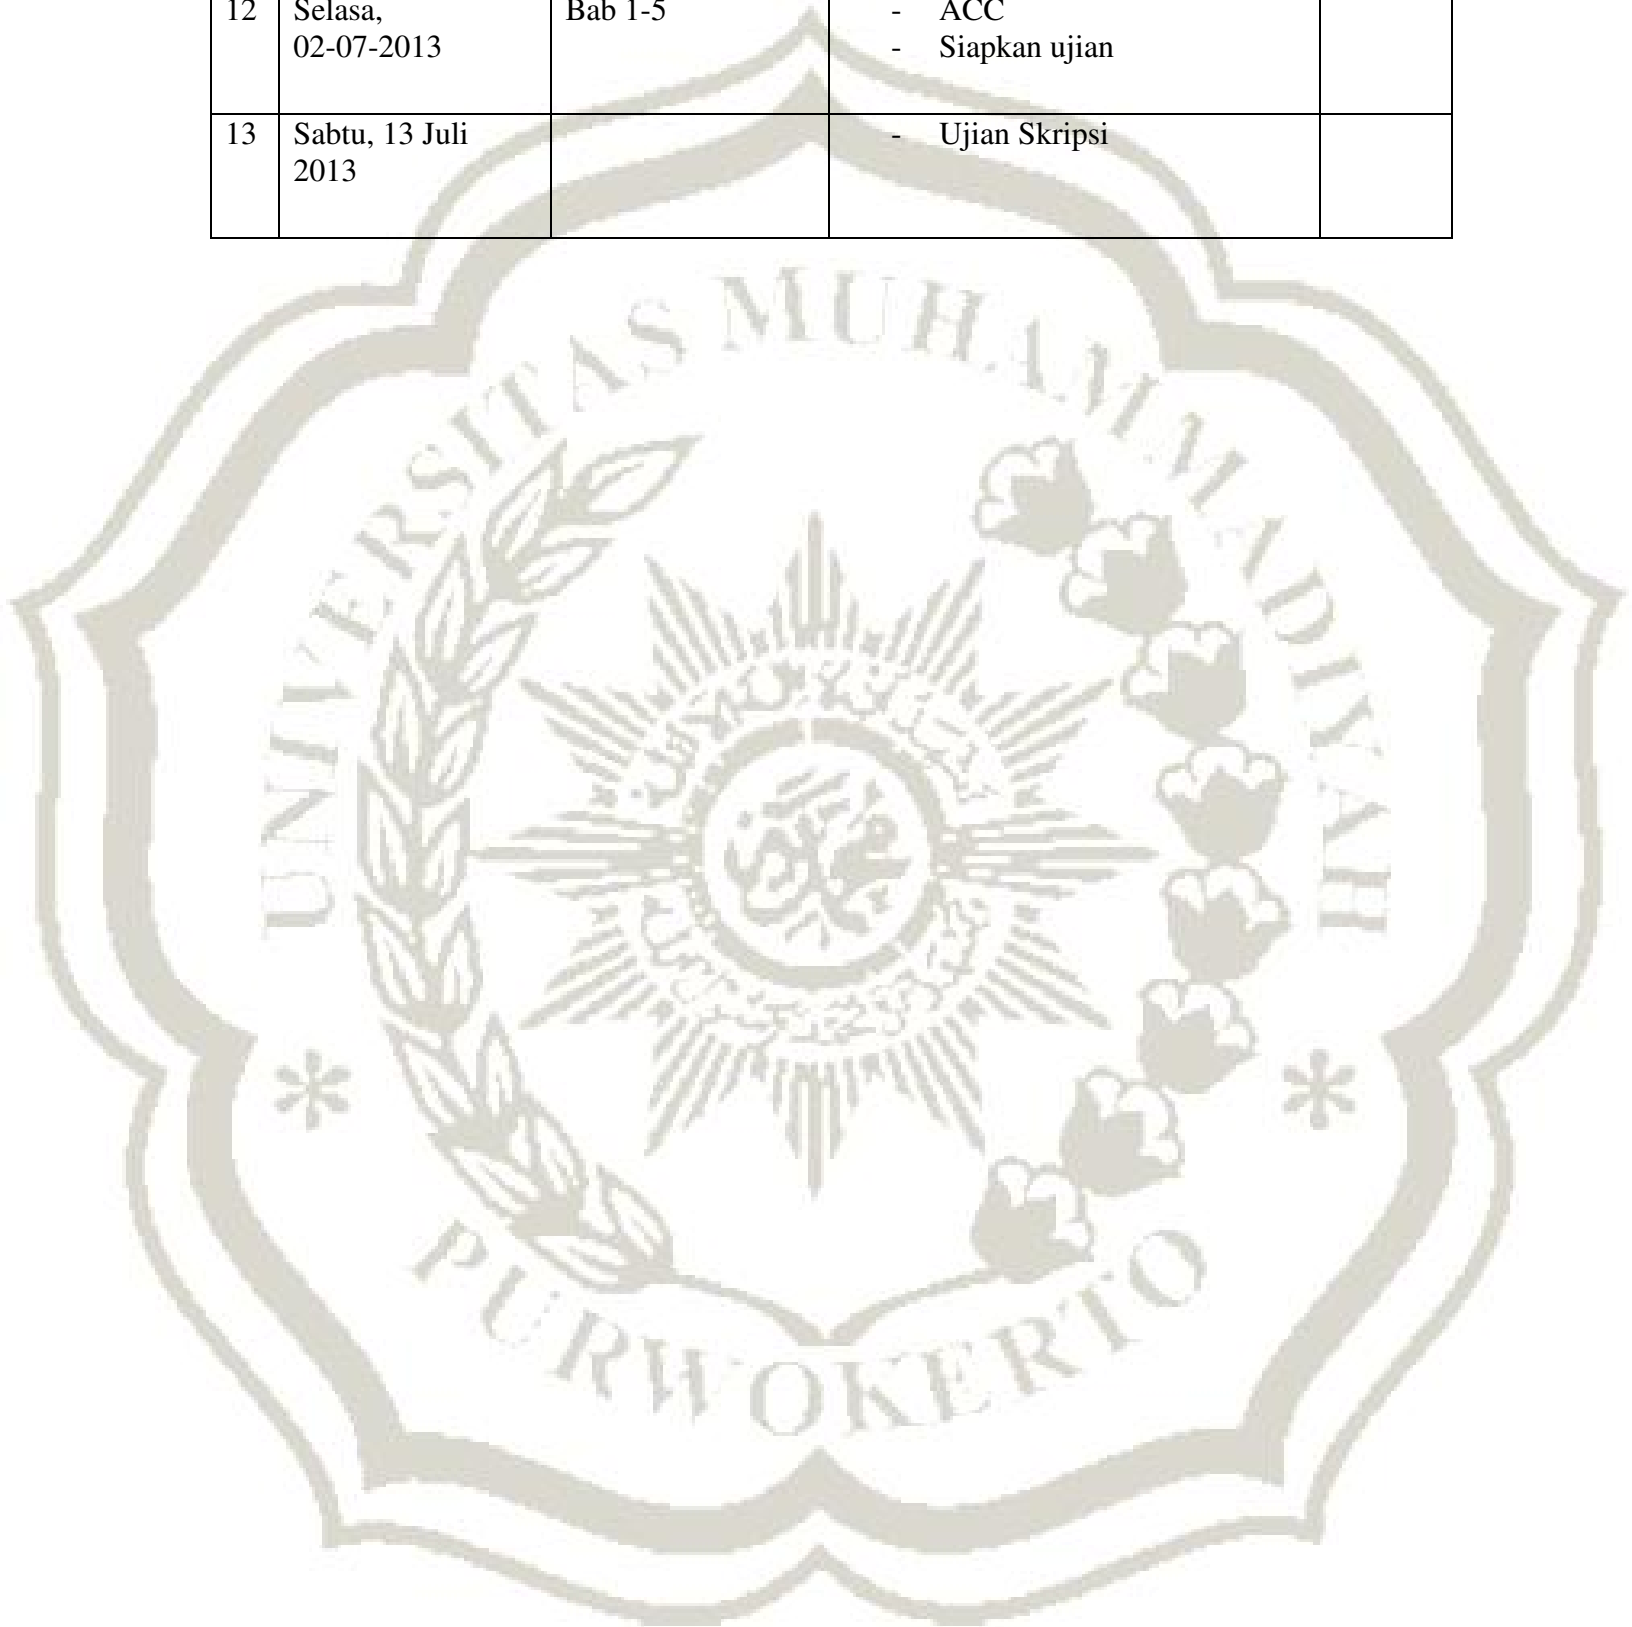 12 Selasa, Bab 1-5 - ACC
02-07-2013 - Siapkan ujian
13 Sabtu, 13 Juli - Ujian Skripsi
2013
UNIVERSITAS MUHAMMADIYAH
PURWOKERTO